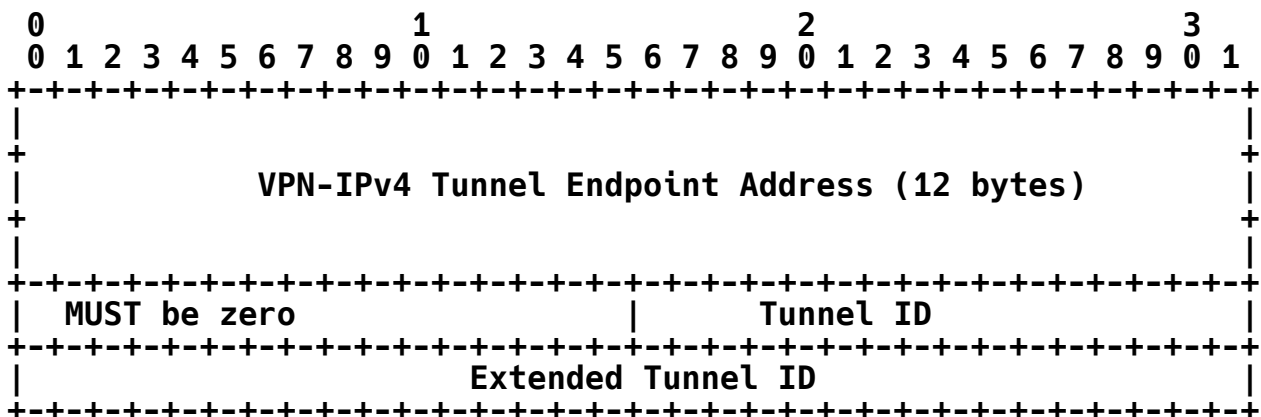 0                   1                   2                   3
0 1 2 3 4 5 6 7 8 9 0 1 2 3 4 5 6 7 8 9 0 1 2 3 4 5 6 7 8 9 0 1
+-+-+-+-+-+-+-+-+-+-+-+-+-+-+-+-+-+-+-+-+-+-+-+-+-+-+-+-+-+-+-+-+
|                                                               |
+                                                               +
|            VPN-IPv4 Tunnel Endpoint Address (12 bytes)        |
+                                                               +
|                                                               |
+-+-+-+-+-+-+-+-+-+-+-+-+-+-+-+-+-+-+-+-+-+-+-+-+-+-+-+-+-+-+-+-+
|  MUST be zero                 |      Tunnel ID                |
+-+-+-+-+-+-+-+-+-+-+-+-+-+-+-+-+-+-+-+-+-+-+-+-+-+-+-+-+-+-+-+-+
|                       Extended Tunnel ID                      |
+-+-+-+-+-+-+-+-+-+-+-+-+-+-+-+-+-+-+-+-+-+-+-+-+-+-+-+-+-+-+-+-+